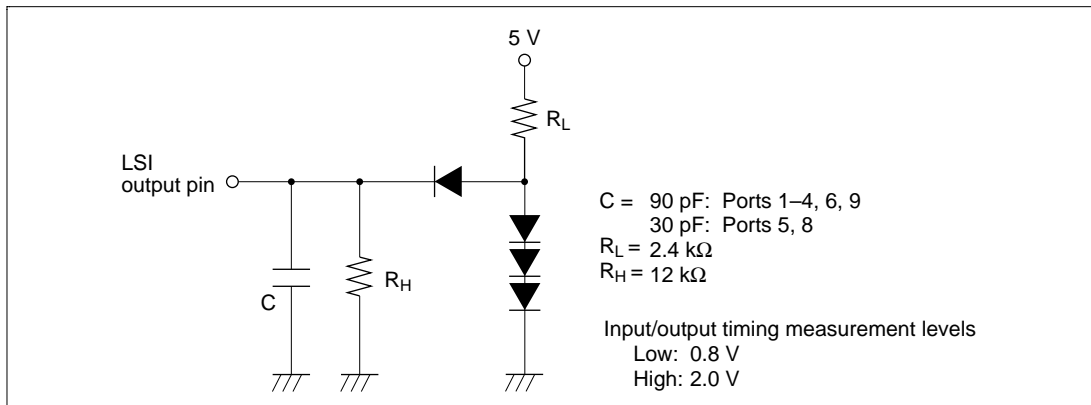 5 V
R_L
LSI
output pin
C
R_H
C = 90 pF: Ports 1–4, 6, 9
30 pF: Ports 5, 8
R_L = 2.4 kΩ
R_H = 12 kΩ
Input/output timing measurement levels
Low: 0.8 V
High: 2.0 V